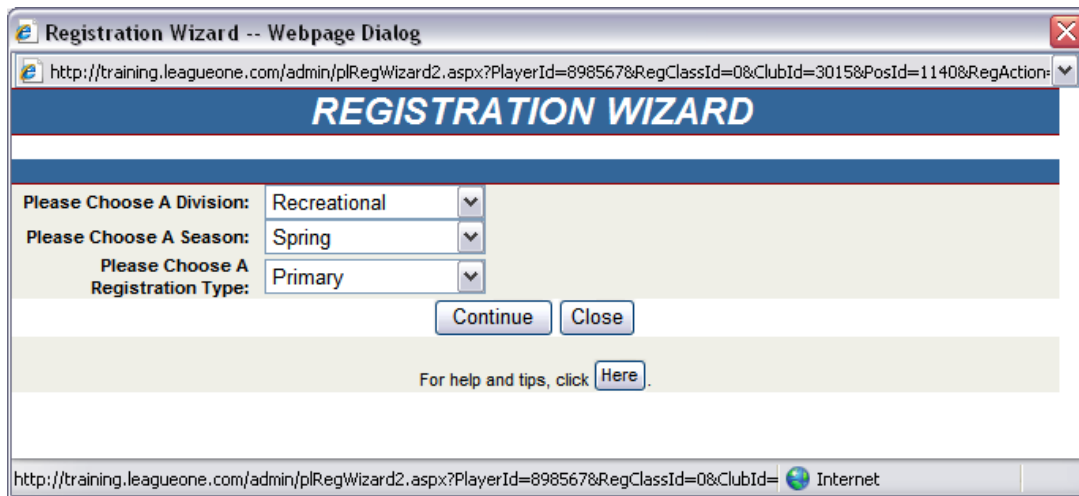 Registration Wizard -- Webpage Dialog
http://training.leagueone.com/admin/plRegWizard2.aspx?PlayerId=898567&RegClassId=0&ClubId=3015&PosId=1140&RegAction=
REGISTRATION WIZARD
Please Choose A Division: Recreational
Please Choose A Season: Spring
Please Choose A
Registration Type: Primary
Continue Close
For help and tips, click Here.
http://training.leagueone.com/admin/plRegWizard2.aspx?PlayerId=898567&RegClassId=0&ClubId= Internet